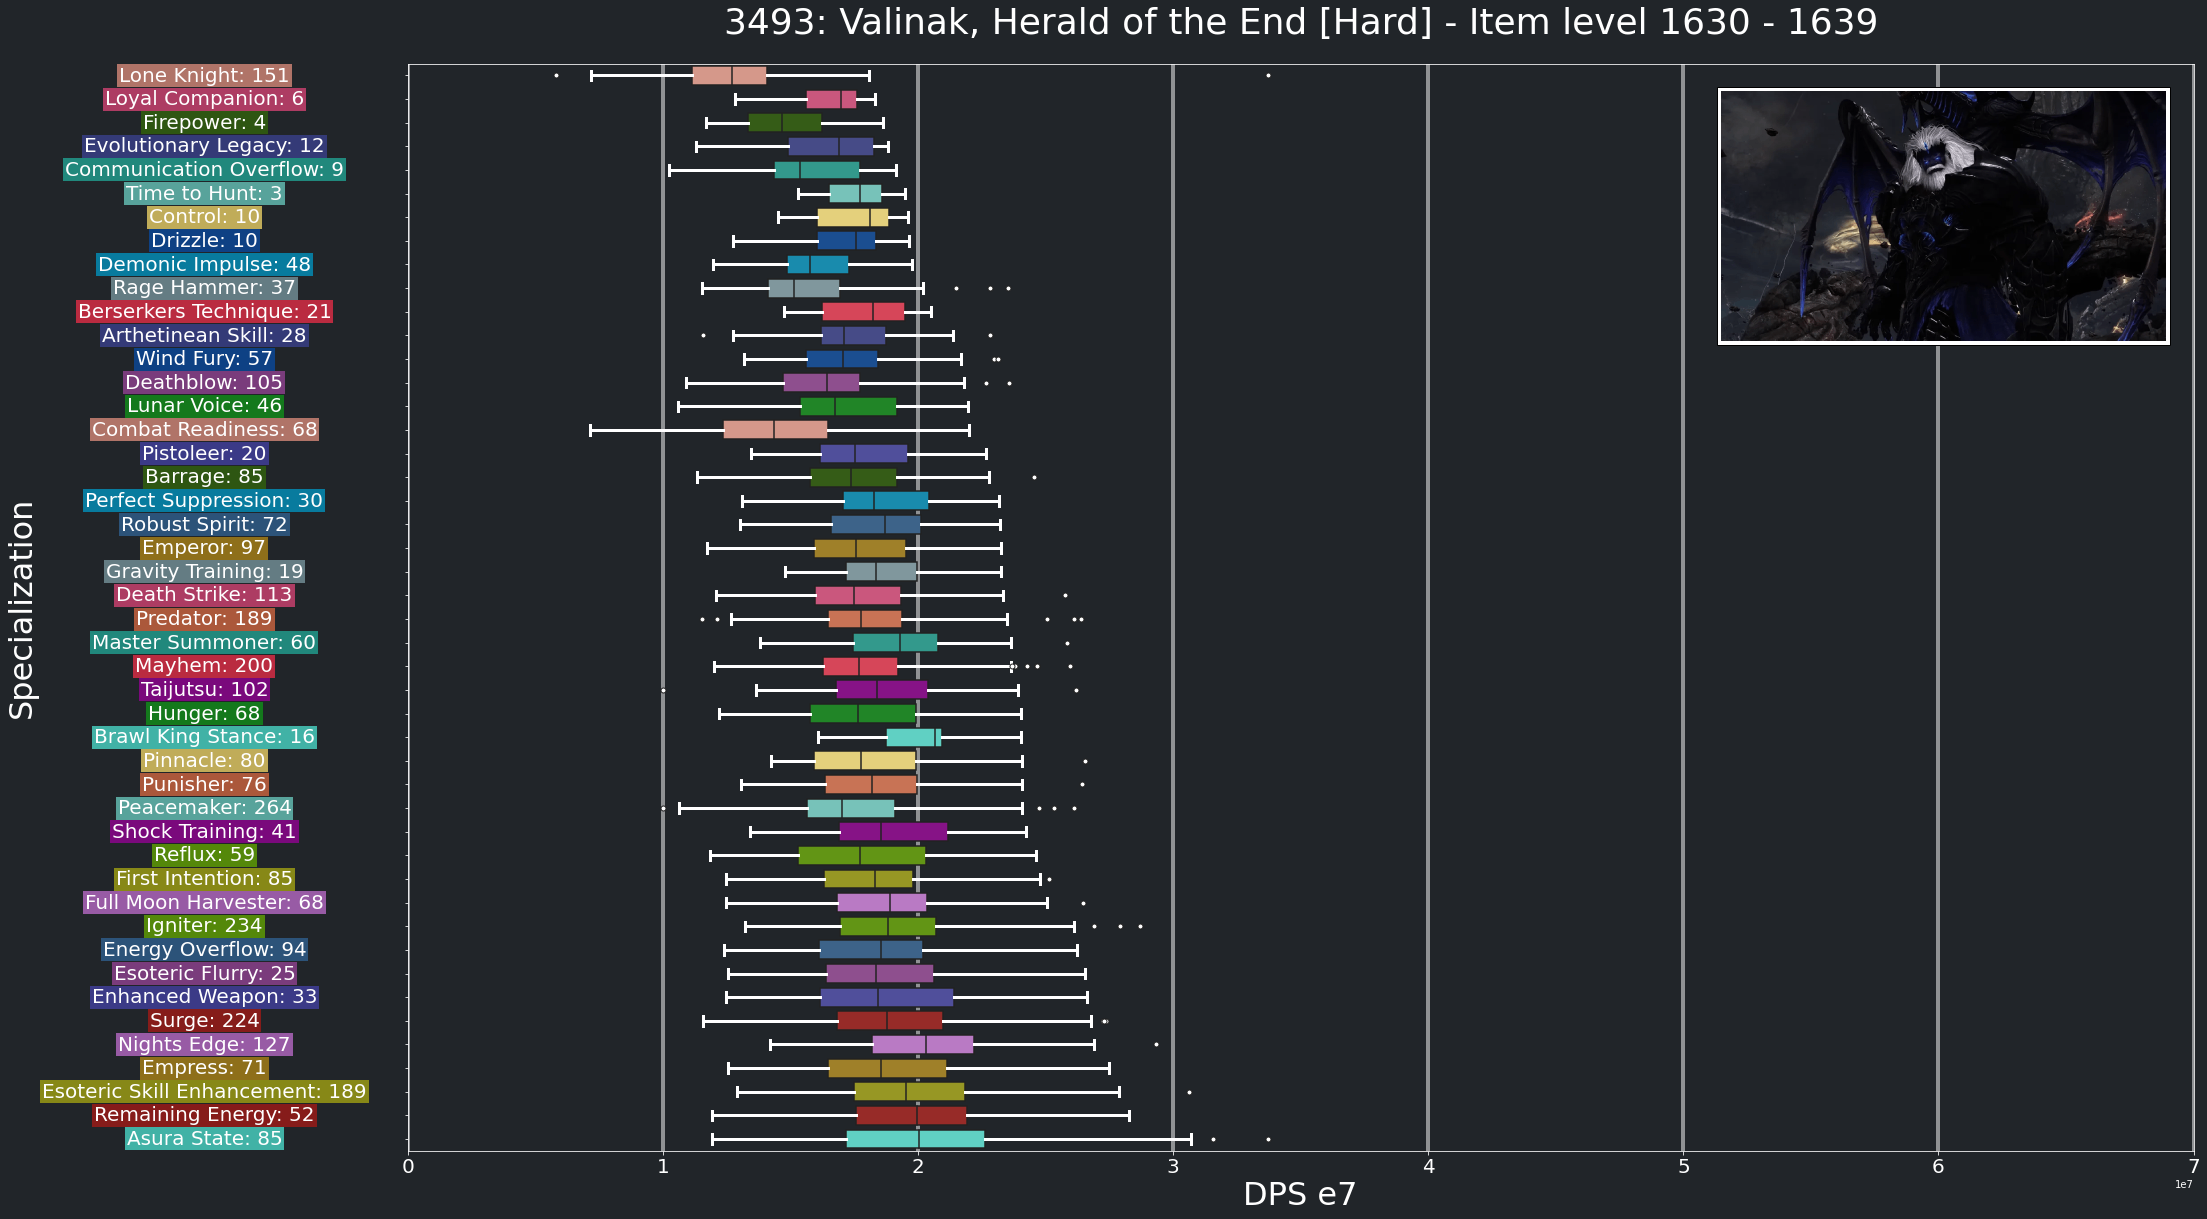 3493: Valinak, Herald of the End [Hard] - Item level 1630 - 1639
Lone Knight: 151
Loyal Companion: 6
Firepower: 4
Evolutionary Legacy: 12
Communication Overflow: 9
Time to Hunt: 3
Control: 10
Drizzle: 10
Demonic Impulse: 48
Rage Hammer: 37
Berserkers Technique: 21
Arthetinean Skill: 28
Wind Fury: 57
Deathblow: 105
Lunar Voice: 46
Combat Readiness: 68
Pistoleer: 20
Barrage: 85
Perfect Suppression: 30
Robust Spirit: 72
Emperor: 97
Gravity Training: 19
Death Strike: 113
Predator: 189
Master Summoner: 60
Mayhem: 200
Taijutsu: 102
Hunger: 68
Brawl King Stance: 16
Pinnacle: 80
Punisher: 76
Peacemaker: 264
Shock Training: 41
Reflux: 59
First Intention: 85
Full Moon Harvester: 68
Igniter: 234
Energy Overflow: 94
Esoteric Flurry: 25
Enhanced Weapon: 33
Surge: 224
Nights Edge: 127
Empress: 71
Esoteric Skill Enhancement: 189
Remaining Energy: 52
Asura State: 85
Specialization
0 1 2 3 4 5 6 7
DPS e7
1e7